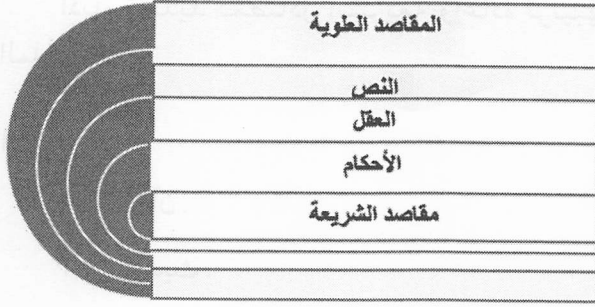 المقاصد العلوية
النص
العقل
الأحكام
مقاصد الشريعة